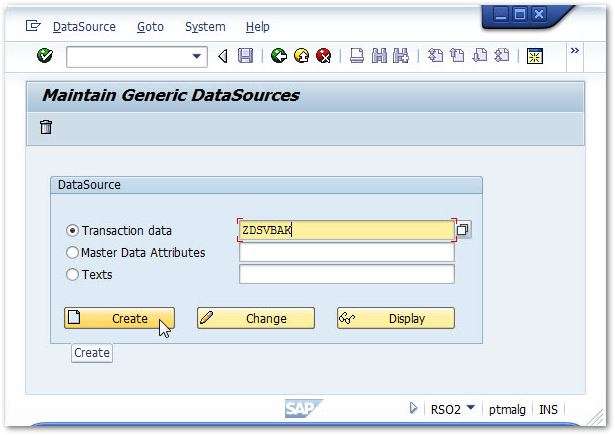 DataSource Goto System Help
»
Maintain Generic DataSources
DataSource
Transaction data ZDSVBAK
Master Data Attributes
Texts
Create Change Display
Create
SAP RSO2 ptmalg INS